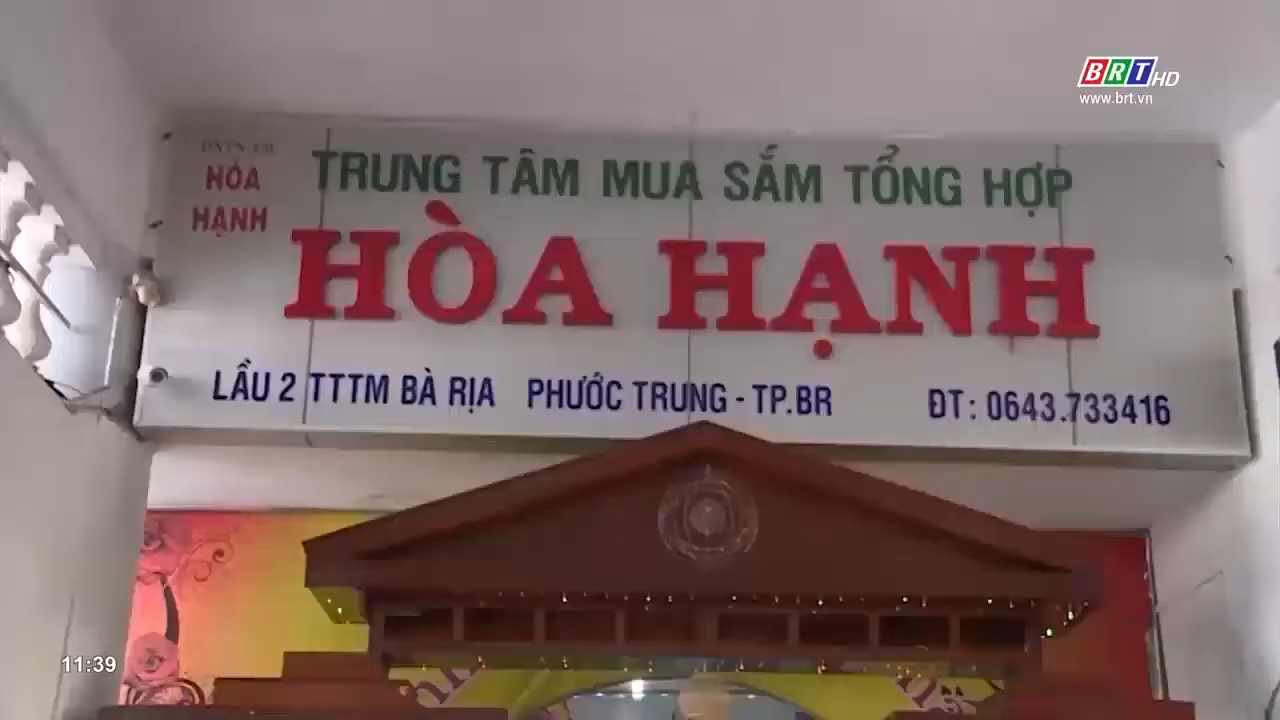 BRT HD
www.brt.vn
HÒA
HẠNH
TRUNG TÂM MUA SẮM TỔNG HỢP
HÒA HẠNH
LẦU 2 TTTM BÀ RỊA PHƯỚC TRUNG - TP.BR ĐT: 0643.733416
11:39